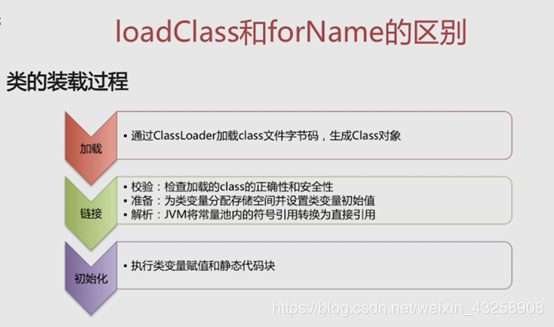 loadClass和forName的区别
类的装载过程
加载
• 通过ClassLoader加载class文件字节码，生成Class对象
链接
• 校验：检查加载的class的正确性和安全性
• 准备：为类变量分配存储空间并设置类变量初始值
• 解析：JVM将常量池内的符号引用转换为直接引用
初始化
• 执行类变量赋值和静态代码块
https://blog.csdn.net/weixin_43258908